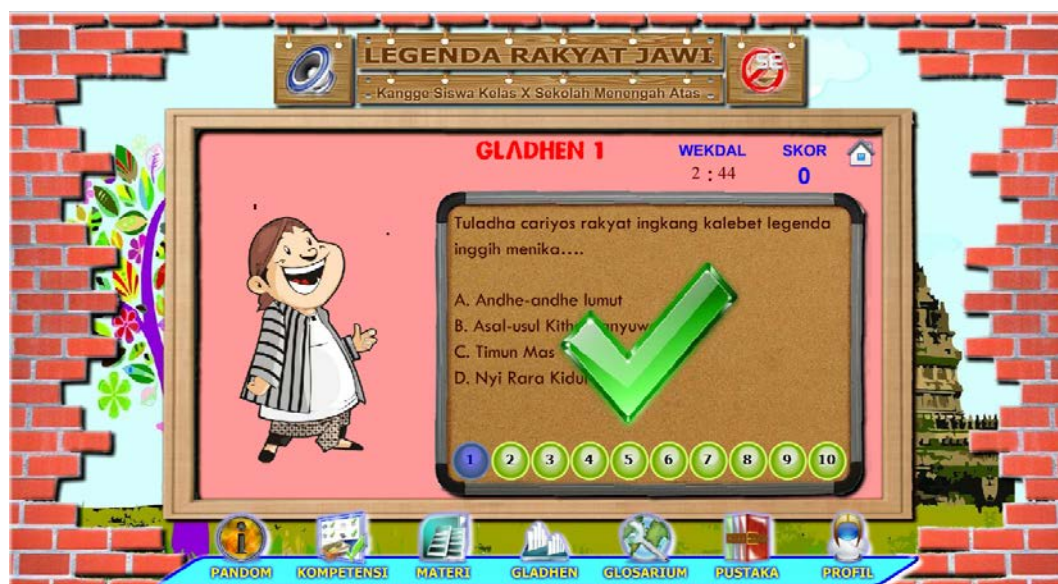 LEGENDA RAKYAT JAWI
Kangge Siswa Kelas X Sekolah Menengah Atas
SE
GLADHEN 1
WEKDAL
SKOR
2 : 44
0
Tuladha cariyos rakyat ingkang kalebet legenda
inggih menika....
A. Andhe-andhe lumut
B. Asal-usul
C. Timun Mas
D. Nyi Rara Kidul
1 2 3 4 5 6 7 8 9 10
PANDOM KOMPETENSI MATERI GLADHEN GLOSARIUM PUSTAKA PROFIL